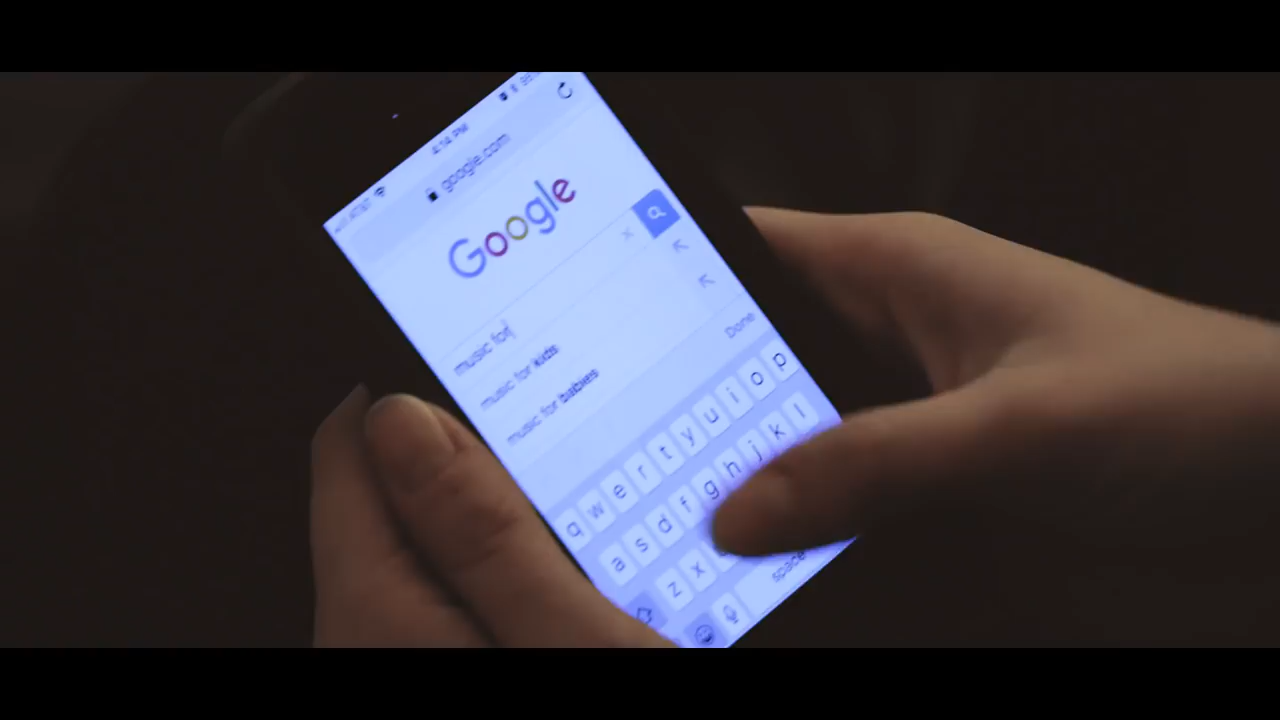 4:14 PM
google.com
Google
music for
music for kids
music for babies
Done
q w e r t y u i o p
a s d f g h j k l
z x
space